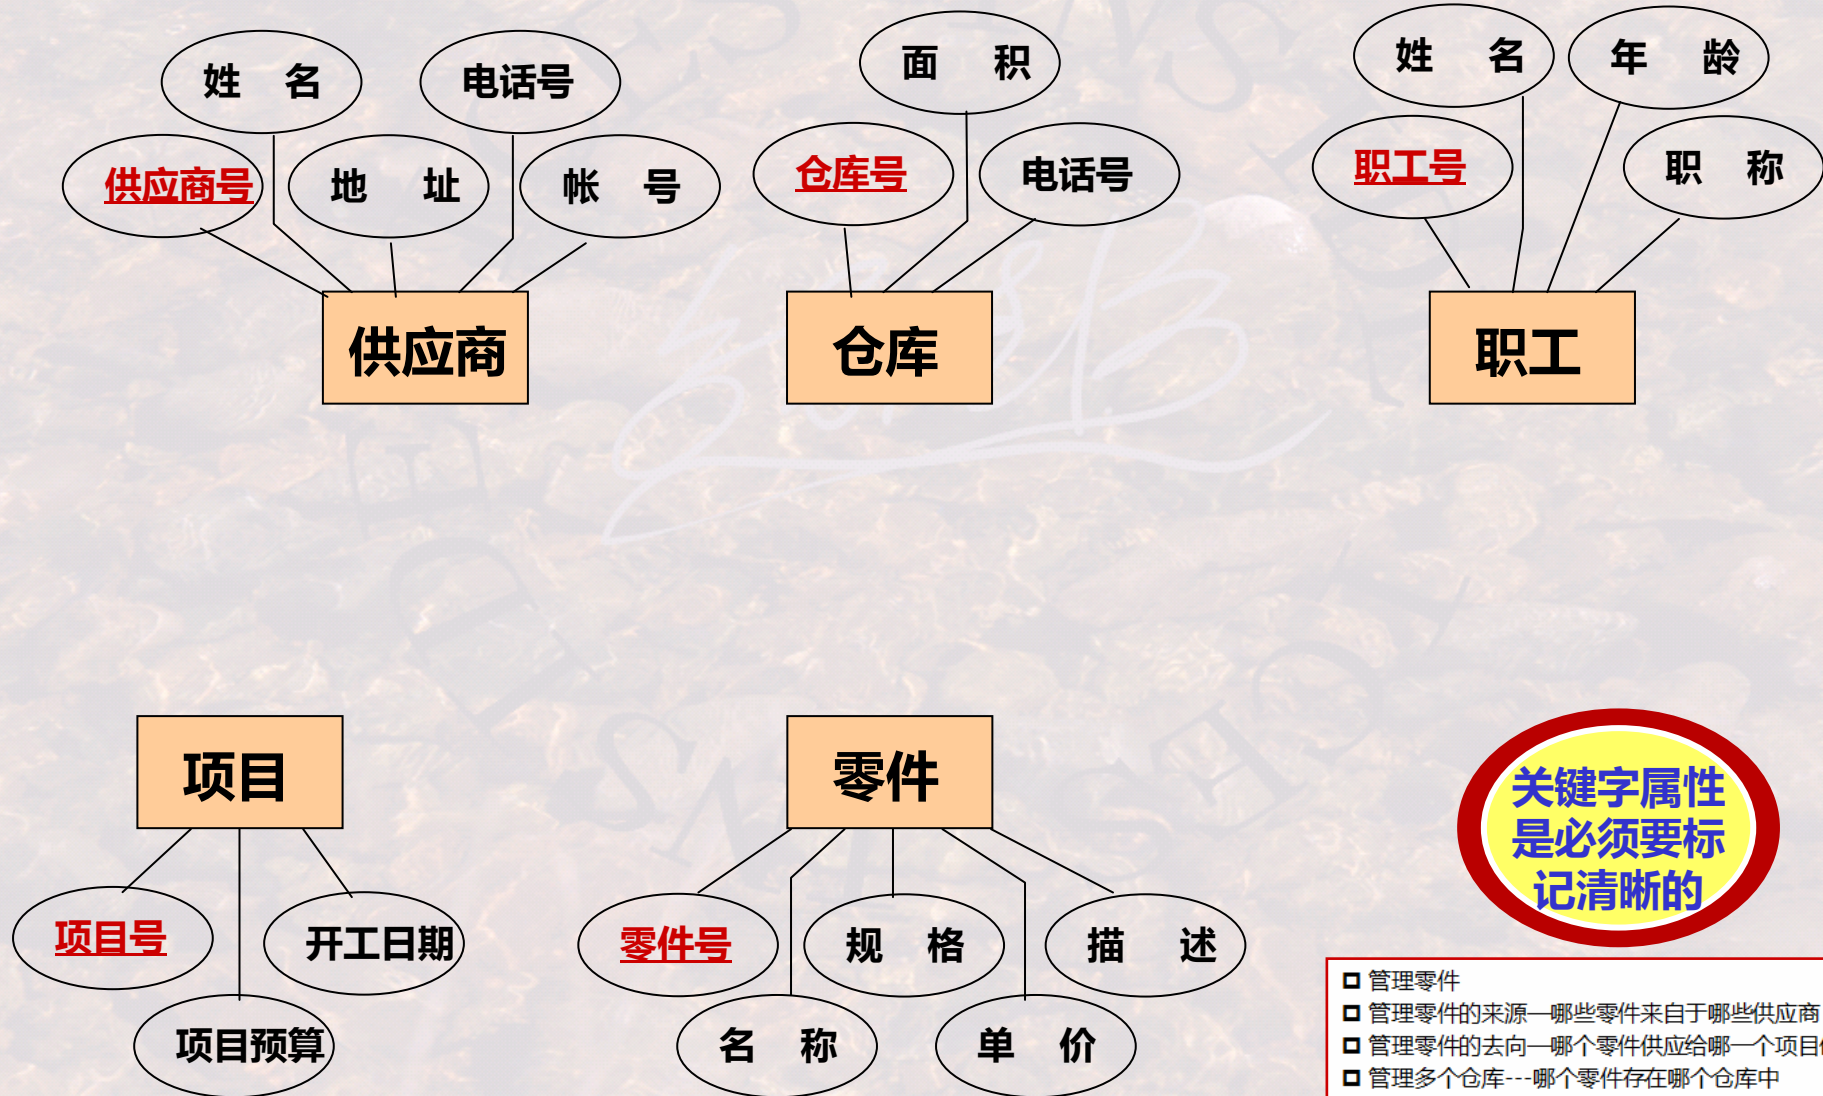 姓 名
电话号
供应商号
地 址
帐 号
供应商
面 积
仓库号
电话号
仓库
姓 名
年 龄
职工号
职 称
职工
项目
项目号
开工日期
项目预算
零件
零件号
规 格
描 述
名 称
单 价
关键字属性
是必须要标
记清晰的
管理零件
管理零件的来源—哪些零件来自于哪些供应商
管理零件的去向—哪个零件供应给哪一个项目
管理多个仓库---哪个零件存在哪个仓库中